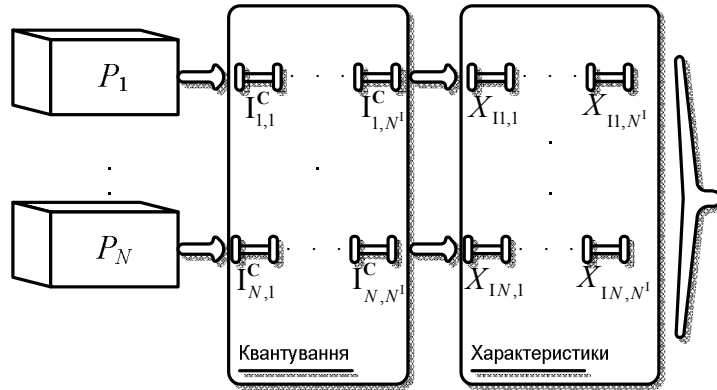 P₁ I^C_{1,1} · · · I^C_{1,N^I} X_{I1,1} · · · X_{I1,N^I}
P_N I^C_{N,1} · · · I^C_{N,N^I} X_{IN,1} · · · X_{IN,N^I}
Квантування Характеристики